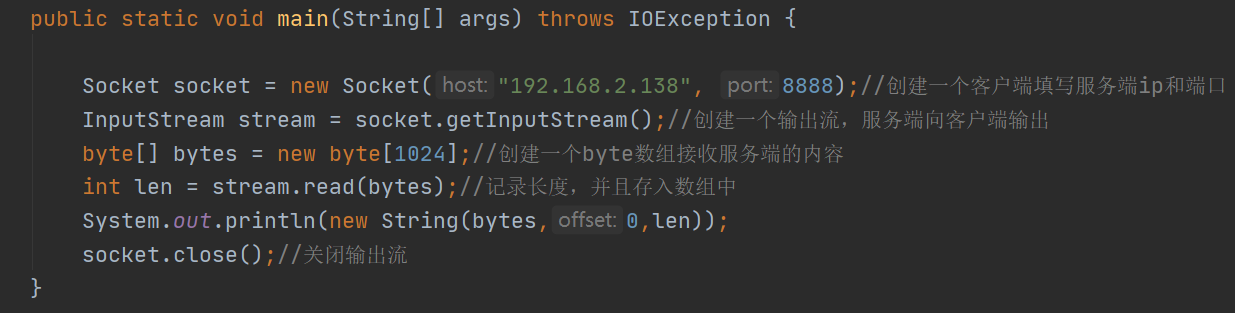 public static void main(String[] args) throws IOException {
Socket socket = new Socket( host: "192.168.2.138", port: 8888);//创建一个客户端填写服务端ip和端口
InputStream stream = socket.getInputStream();//创建一个输出流，服务端向客户端输出
byte[] bytes = new byte[1024];//创建一个byte数组接收服务端的内容
int len = stream.read(bytes);//记录长度，并且存入数组中
System.out.println(new String(bytes, offset: 0,len));
socket.close();//关闭输出流
}